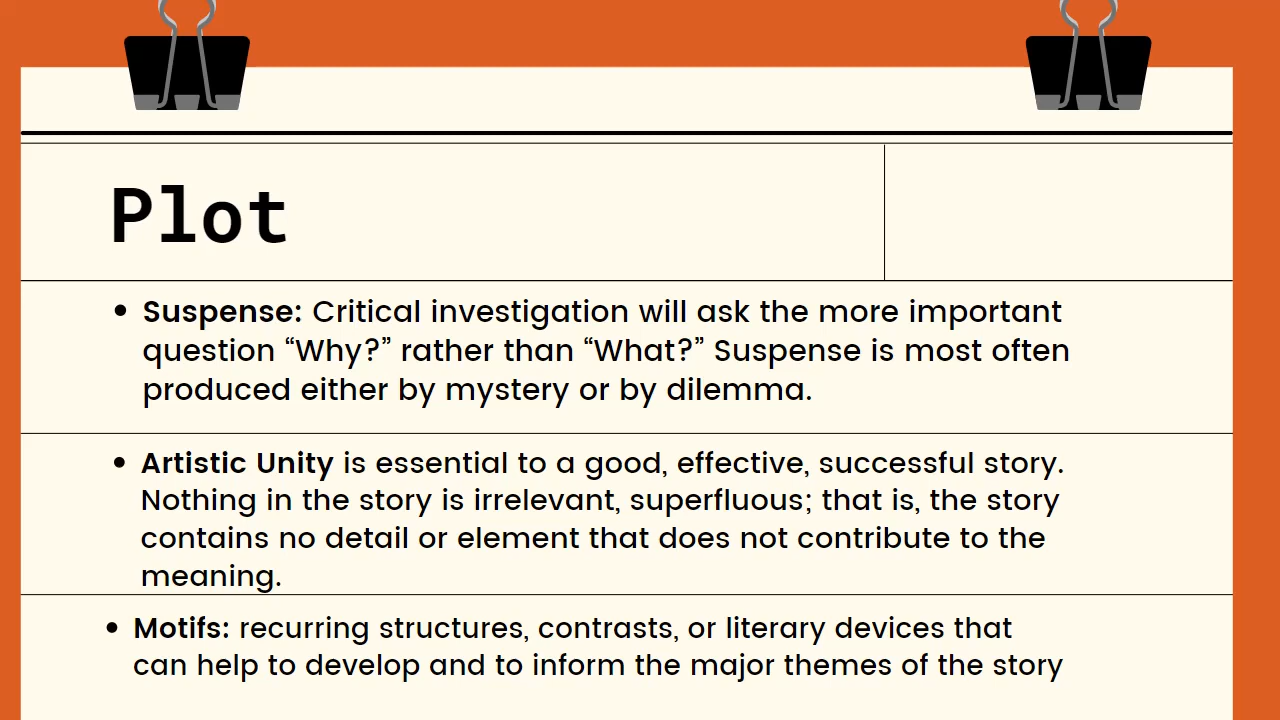 Plot
• Suspense: Critical investigation will ask the more important
question “Why?” rather than “What?” Suspense is most often
produced either by mystery or by dilemma.
• Artistic Unity is essential to a good, effective, successful story.
Nothing in the story is irrelevant, superfluous; that is, the story
contains no detail or element that does not contribute to the
meaning.
• Motifs: recurring structures, contrasts, or literary devices that
can help to develop and to inform the major themes of the story